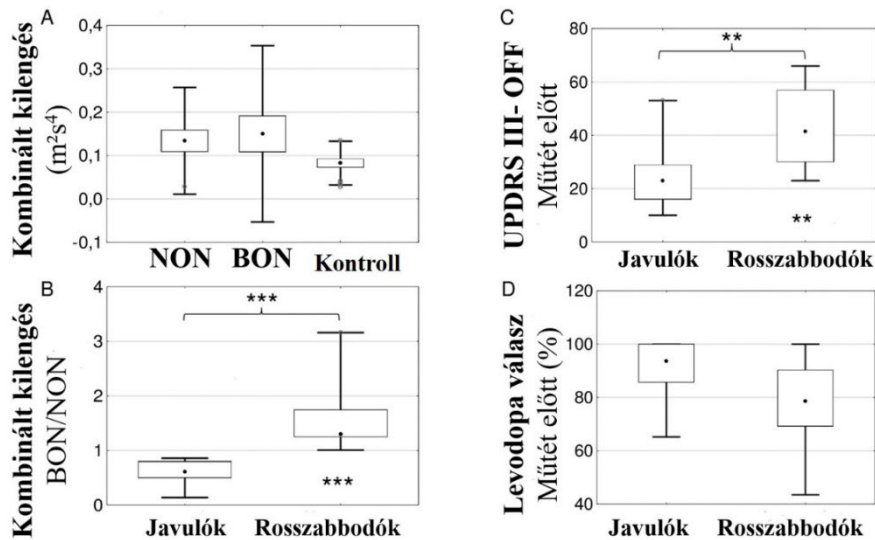 A
Kombinált kilengés
(m²s⁴)
0,4
0,3
0,2
0,1
0,0
-0,1
NON BON Kontroll
B
Kombinált kilengés
BON/NON
4
3
2
1
0
***
***
Javulók Rosszabbodók
C
UPDRS III- OFF
Műtét előtt
80
60
40
20
0
**
**
Javulók Rosszabbodók
D
Levodopa válasz
Műtét előtt (%)
120
100
80
60
40
Javulók Rosszabbodók